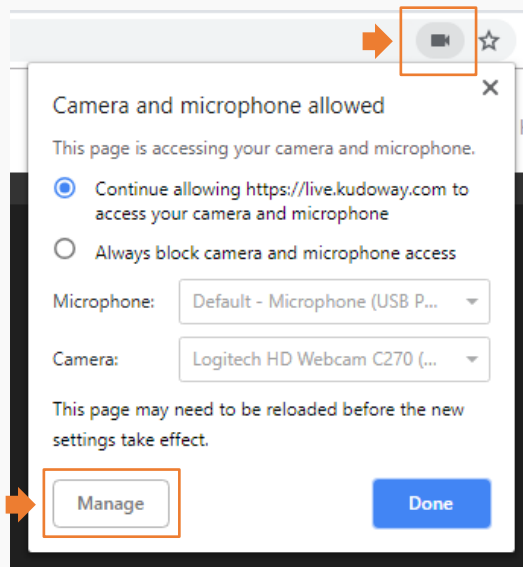 Camera and microphone allowed
This page is accessing your camera and microphone.
Continue allowing https://live.kudoway.com to
access your camera and microphone
Always block camera and microphone access
Microphone: Default - Microphone (USB P...
Camera: Logitech HD Webcam C270 (...
This page may need to be reloaded before the new
settings take effect.
Manage Done